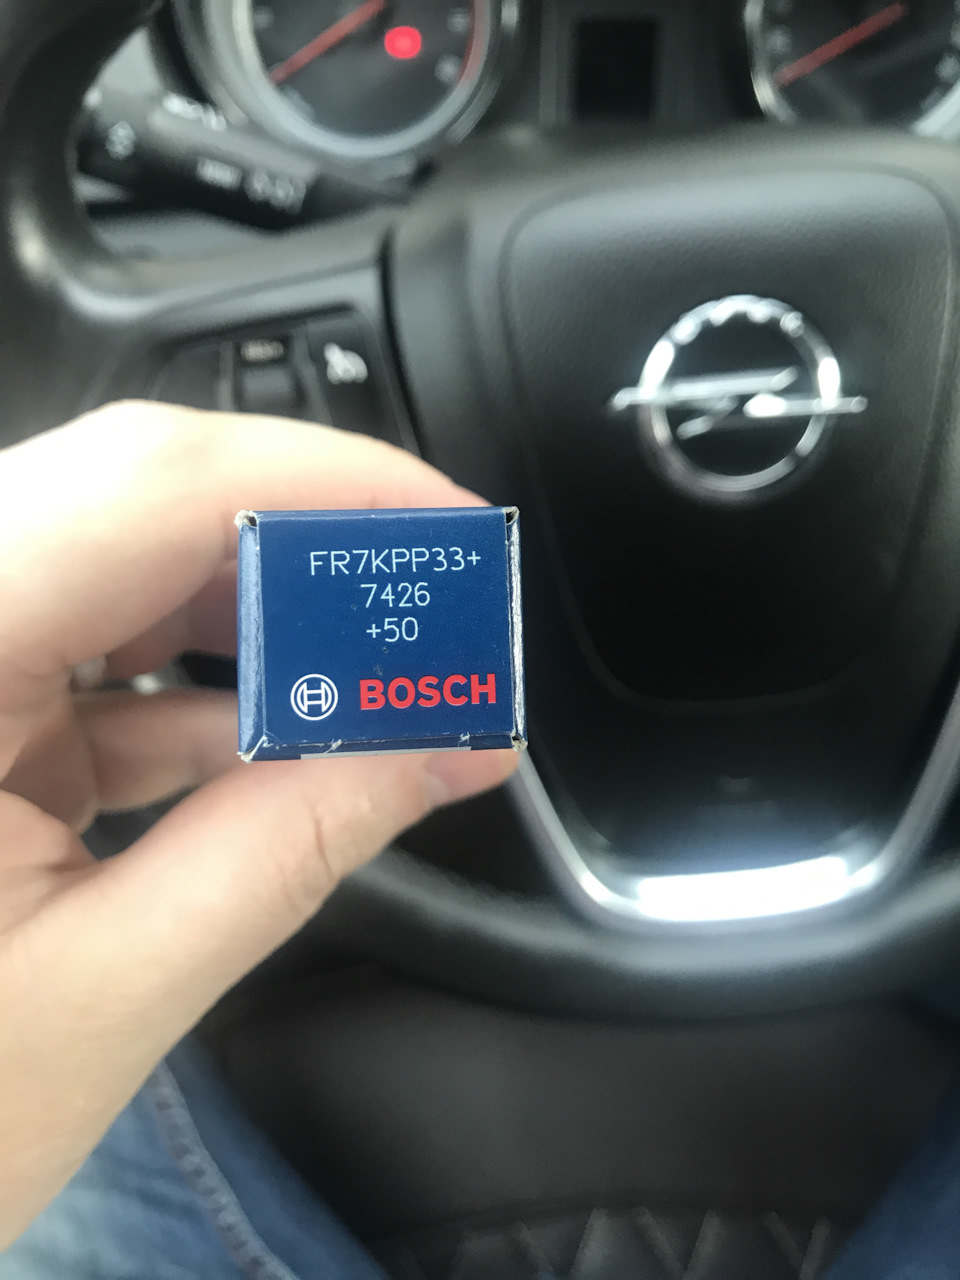 FR7KPP33+
7426
+50
BOSCH